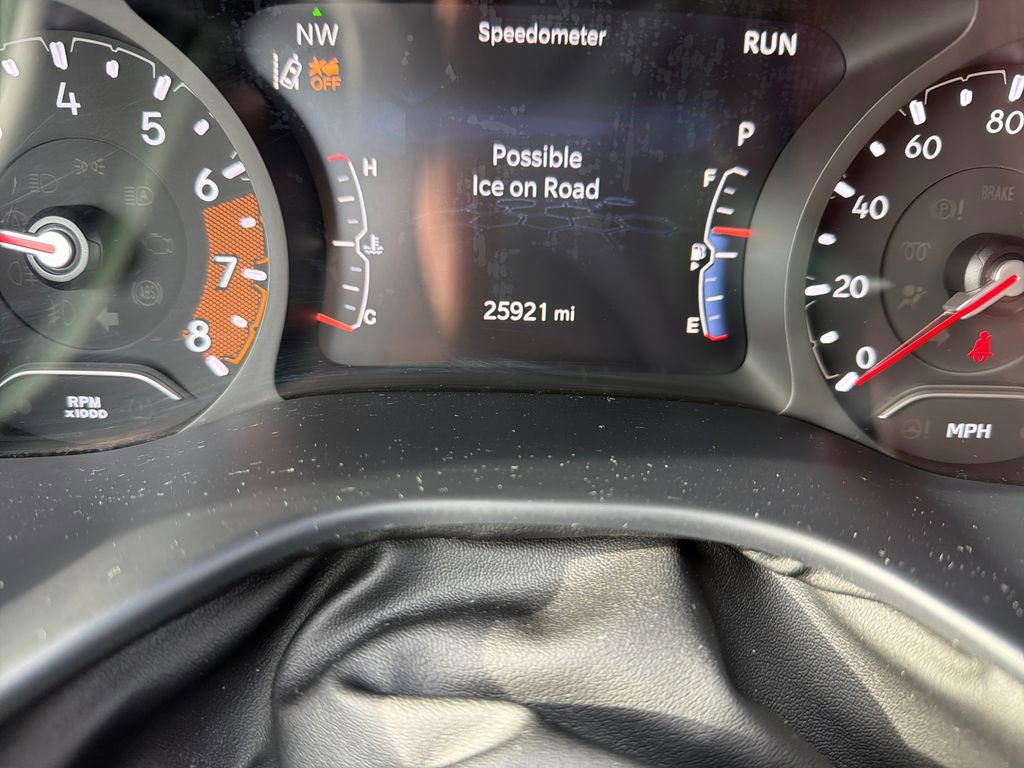 NW
Speedometer
RUN
OFF
Possible
Ice on Road
25921 mi
H
C
P
F
E
4
5
6
7
8
RPM
x1000
ABS
0
20
40
60
80
BRAKE
MPH